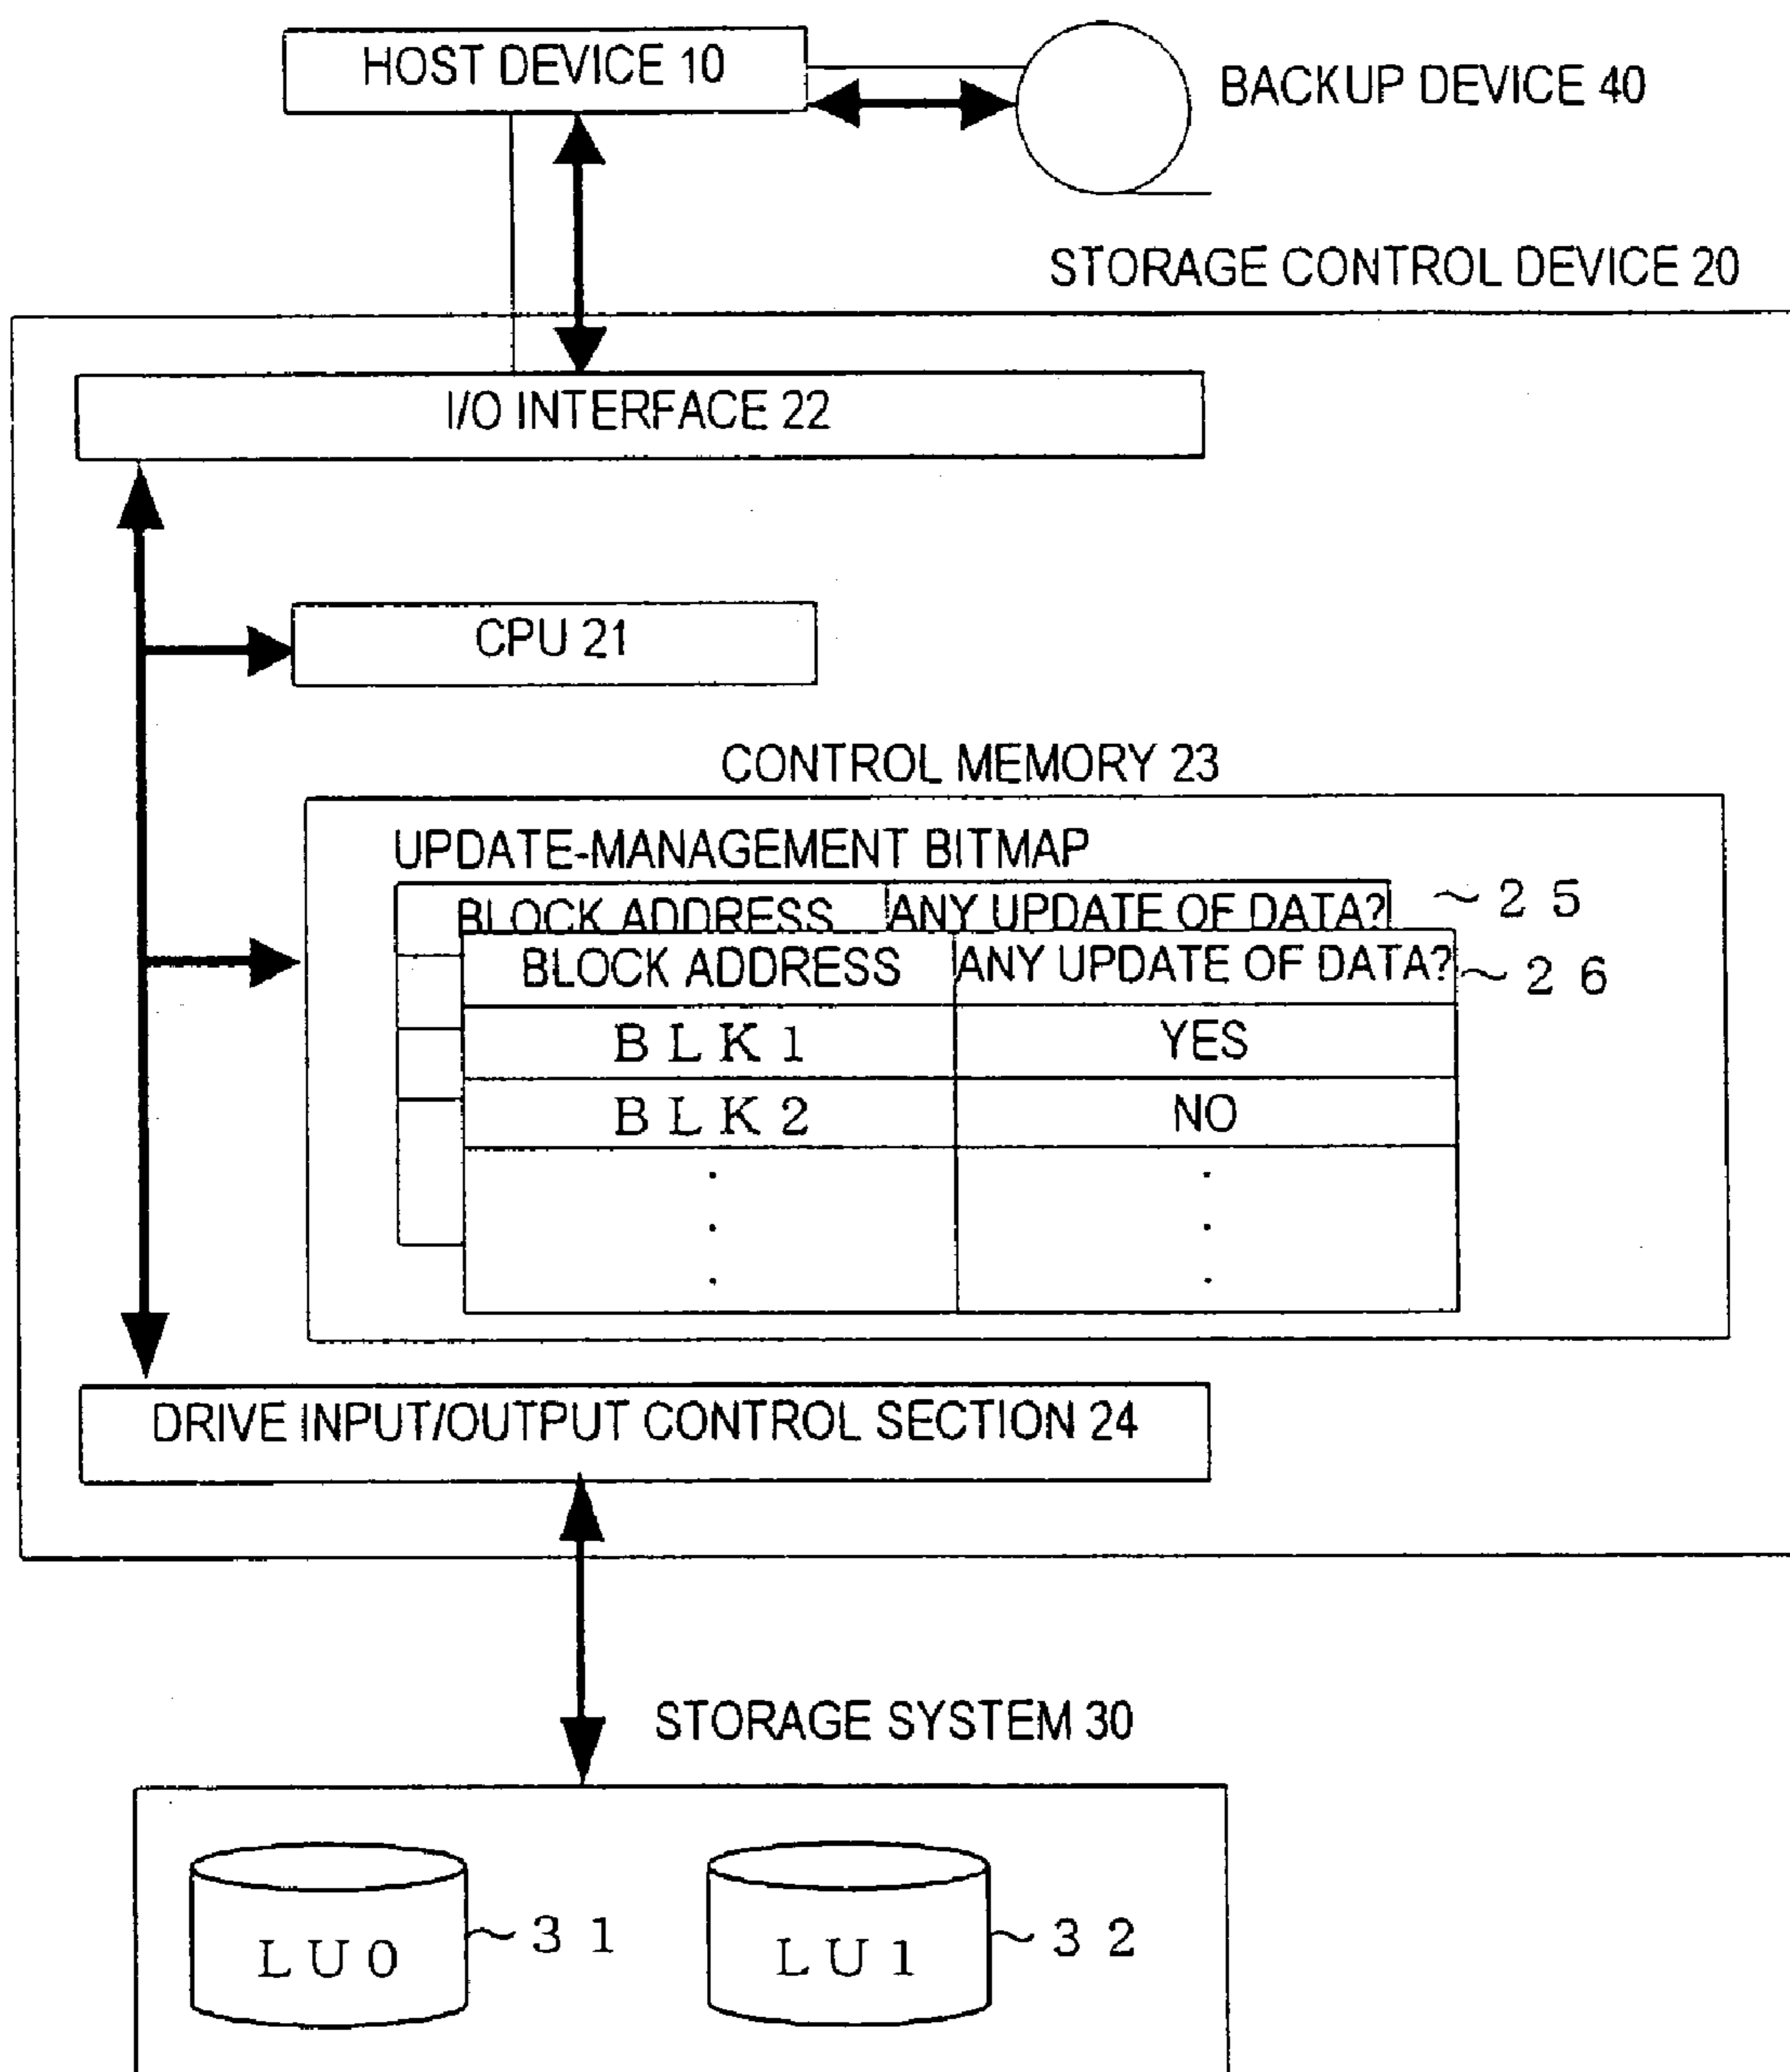 HOST DEVICE 10
BACKUP DEVICE 40
STORAGE CONTROL DEVICE 20
I/O INTERFACE 22
CPU 21
CONTROL MEMORY 23
UPDATE-MANAGEMENT BITMAP
BLOCK ADDRESS ANY UPDATE OF DATA? ~25
BLOCK ADDRESS ANY UPDATE OF DATA? ~26
BLK1 YES
BLK2 NO
. .
. .
. .
DRIVE INPUT/OUTPUT CONTROL SECTION 24
STORAGE SYSTEM 30
LU0 ~31 LU1 ~32